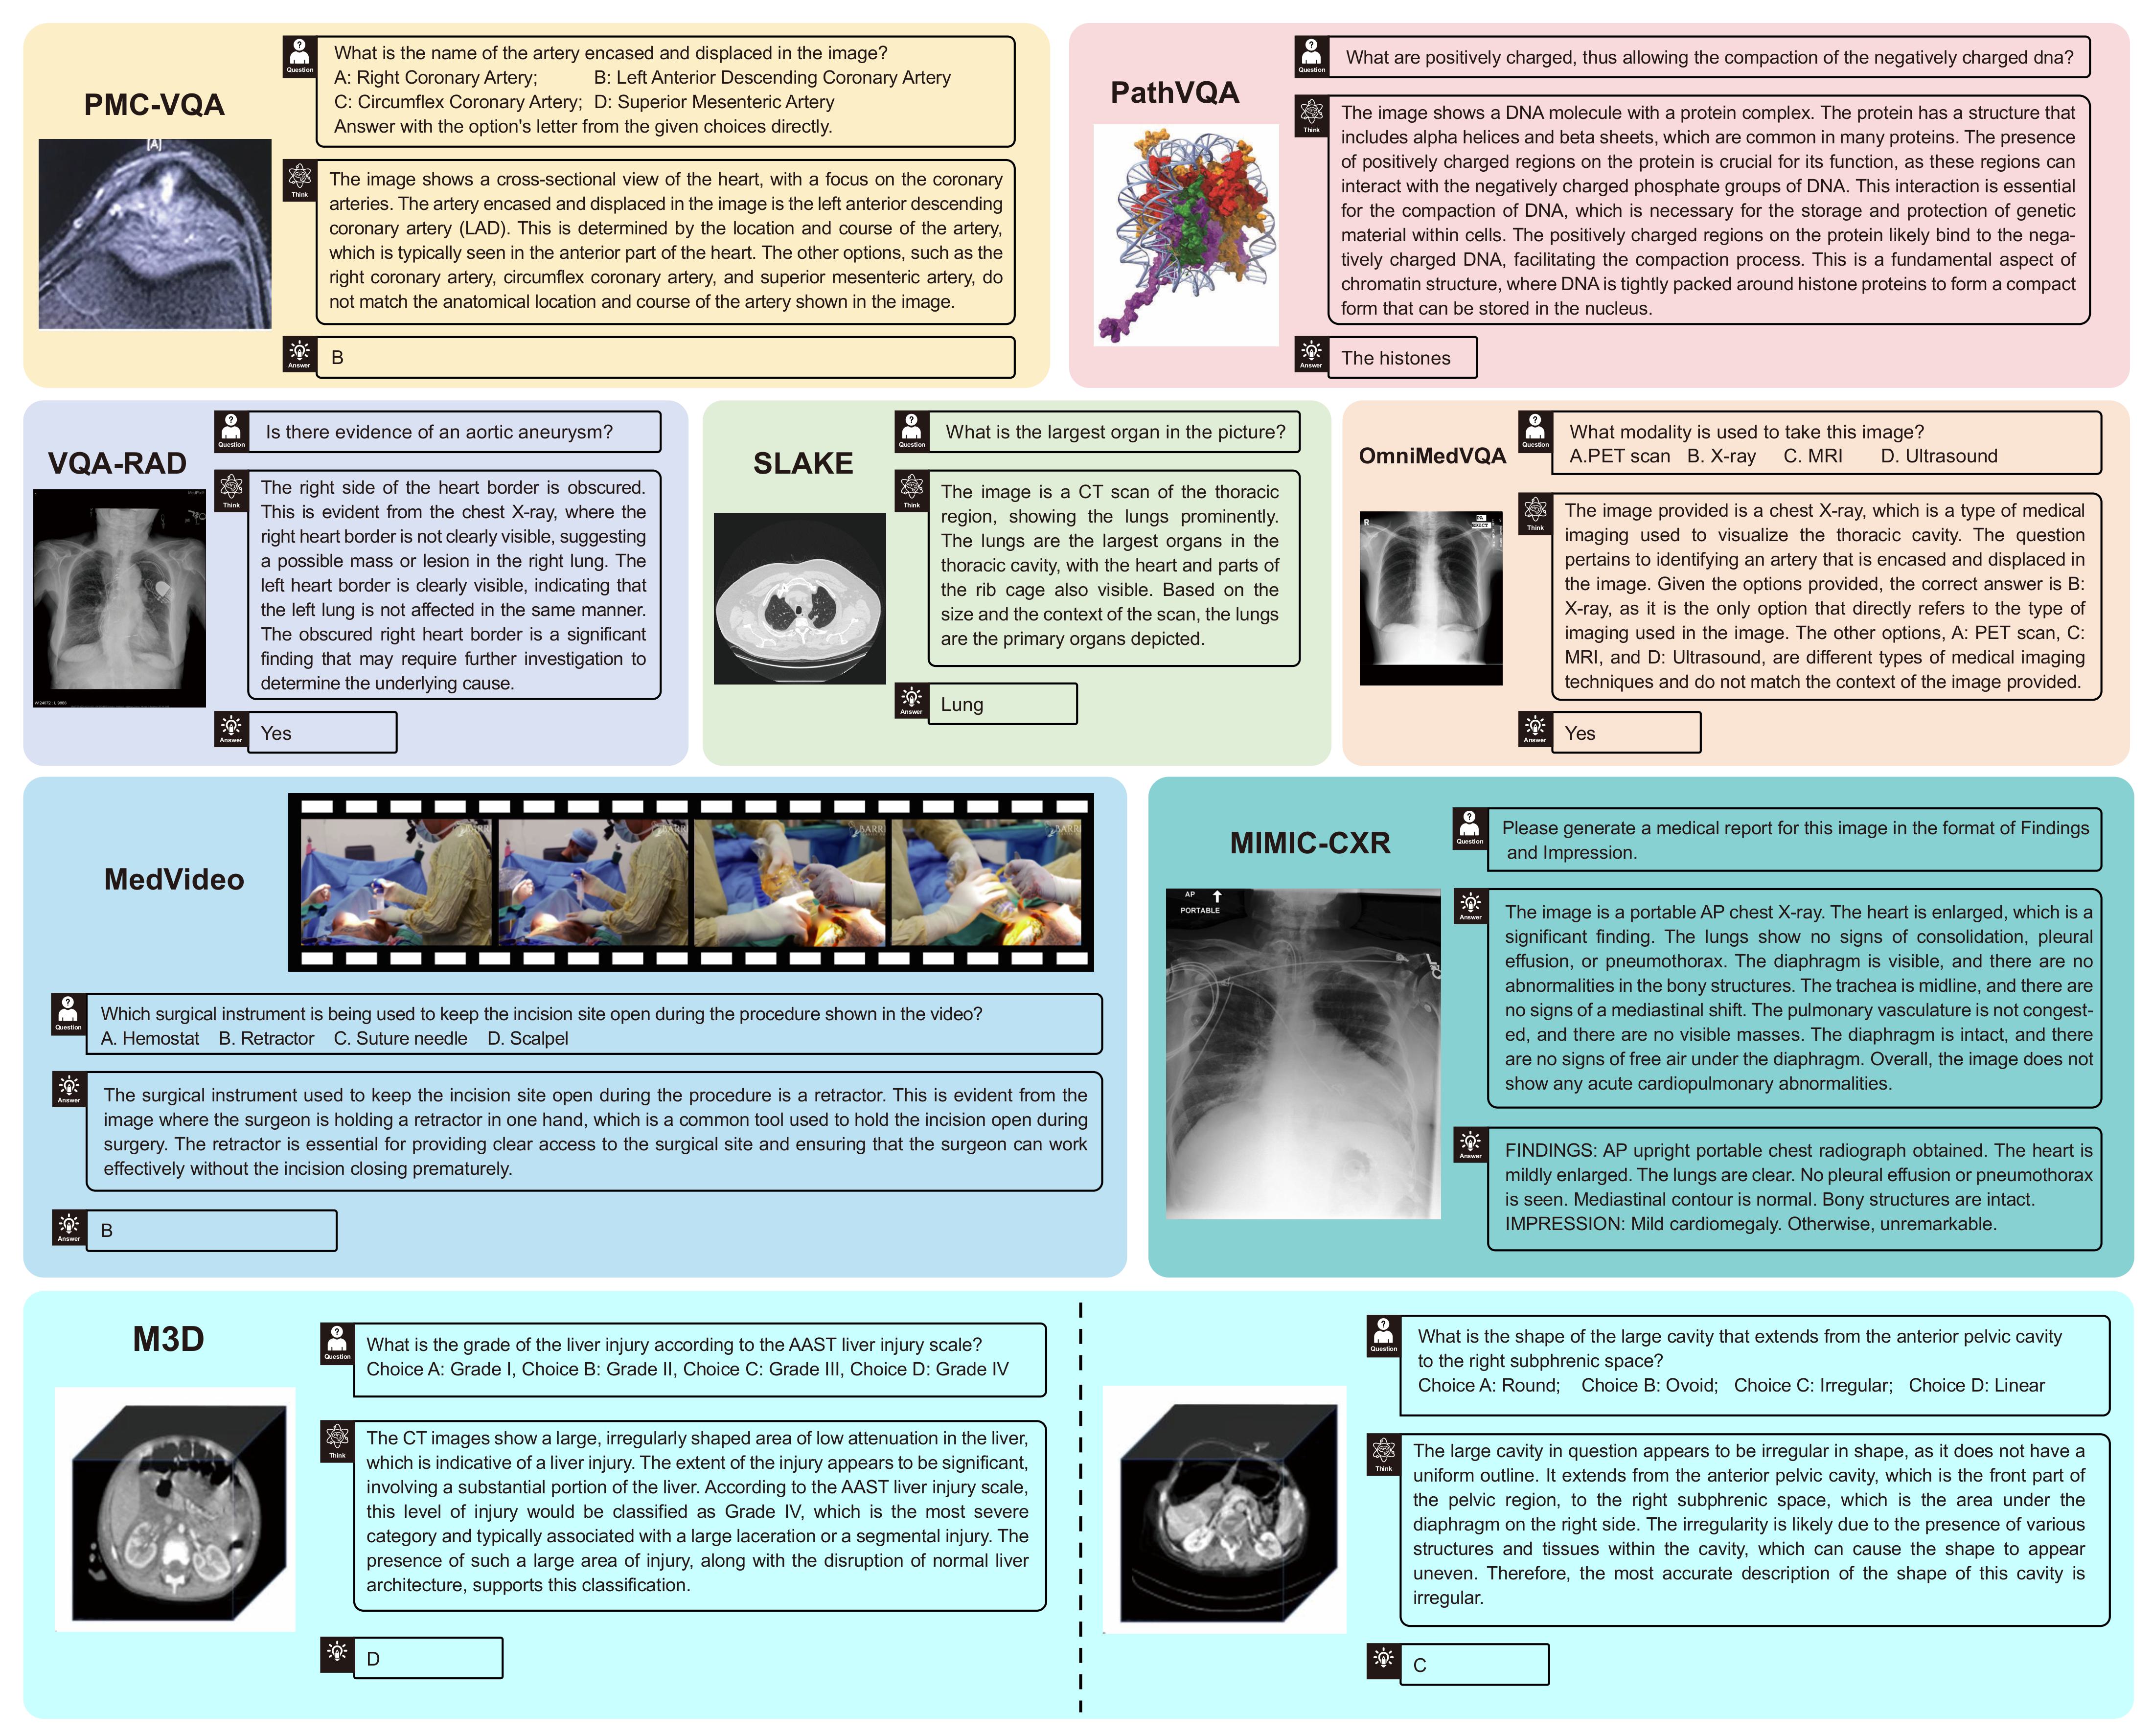 PMC-VQA
[A]
Question
What is the name of the artery encased and displaced in the image?
A: Right Coronary Artery; B: Left Anterior Descending Coronary Artery
C: Circumflex Coronary Artery; D: Superior Mesenteric Artery
Answer with the option's letter from the given choices directly.
Think
The image shows a cross-sectional view of the heart, with a focus on the coronary
arteries. The artery encased and displaced in the image is the left anterior descending
coronary artery (LAD). This is determined by the location and course of the artery,
which is typically seen in the anterior part of the heart. The other options, such as the
right coronary artery, circumflex coronary artery, and superior mesenteric artery, do
not match the anatomical location and course of the artery shown in the image.
Answer
B
PathVQA
Question
What are positively charged, thus allowing the compaction of the negatively charged dna?
Think
The image shows a DNA molecule with a protein complex. The protein has a structure that
includes alpha helices and beta sheets, which are common in many proteins. The presence
of positively charged regions on the protein is crucial for its function, as these regions can
interact with the negatively charged phosphate groups of DNA. This interaction is essential
for the compaction of DNA, which is necessary for the storage and protection of genetic
material within cells. The positively charged regions on the protein likely bind to the nega-
tively charged DNA, facilitating the compaction process. This is a fundamental aspect of
chromatin structure, where DNA is tightly packed around histone proteins to form a compact
form that can be stored in the nucleus.
Answer
The histones
VQA-RAD
Question
Is there evidence of an aortic aneurysm?
Think
The right side of the heart border is obscured.
This is evident from the chest X-ray, where the
right heart border is not clearly visible, suggesting
a possible mass or lesion in the right lung. The
left heart border is clearly visible, indicating that
the left lung is not affected in the same manner.
The obscured right heart border is a significant
finding that may require further investigation to
determine the underlying cause.
Answer
Yes
SLAKE
Question
What is the largest organ in the picture?
Think
The image is a CT scan of the thoracic
region, showing the lungs prominently.
The lungs are the largest organs in the
thoracic cavity, with the heart and parts of
the rib cage also visible. Based on the
size and the context of the scan, the lungs
are the primary organs depicted.
Answer
Lung
OmniMedVQA
R
Question
What modality is used to take this image?
A.PET scan B. X-ray C. MRI D. Ultrasound
Think
The image provided is a chest X-ray, which is a type of medical
imaging used to visualize the thoracic cavity. The question
pertains to identifying an artery that is encased and displaced in
the image. Given the options provided, the correct answer is B:
X-ray, as it is the only option that directly refers to the type of
imaging used in the image. The other options, A: PET scan, C:
MRI, and D: Ultrasound, are different types of medical imaging
techniques and do not match the context of the image provided.
Answer
Yes
MedVideo
Question
Which surgical instrument is being used to keep the incision site open during the procedure shown in the video?
A. Hemostat B. Retractor C. Suture needle D. Scalpel
Answer
The surgical instrument used to keep the incision site open during the procedure is a retractor. This is evident from the
image where the surgeon is holding a retractor in one hand, which is a common tool used to hold the incision open during
surgery. The retractor is essential for providing clear access to the surgical site and ensuring that the surgeon can work
effectively without the incision closing prematurely.
Answer
B
MIMIC-CXR
AP
PORTABLE
Question
Please generate a medical report for this image in the format of Findings
and Impression.
Answer
The image is a portable AP chest X-ray. The heart is enlarged, which is a
significant finding. The lungs show no signs of consolidation, pleural
effusion, or pneumothorax. The diaphragm is visible, and there are no
abnormalities in the bony structures. The trachea is midline, and there are
no signs of a mediastinal shift. The pulmonary vasculature is not congest-
ed, and there are no visible masses. The diaphragm is intact, and there
are no signs of free air under the diaphragm. Overall, the image does not
show any acute cardiopulmonary abnormalities.
Answer
FINDINGS: AP upright portable chest radiograph obtained. The heart is
mildly enlarged. The lungs are clear. No pleural effusion or pneumothorax
is seen. Mediastinal contour is normal. Bony structures are intact.
IMPRESSION: Mild cardiomegaly. Otherwise, unremarkable.
M3D
Question
What is the grade of the liver injury according to the AAST liver injury scale?
Choice A: Grade I, Choice B: Grade II, Choice C: Grade III, Choice D: Grade IV
Think
The CT images show a large, irregularly shaped area of low attenuation in the liver,
which is indicative of a liver injury. The extent of the injury appears to be significant,
involving a substantial portion of the liver. According to the AAST liver injury scale,
this level of injury would be classified as Grade IV, which is the most severe
category and typically associated with a large laceration or a segmental injury. The
presence of such a large area of injury, along with the disruption of normal liver
architecture, supports this classification.
D
Question
What is the shape of the large cavity that extends from the anterior pelvic cavity
to the right subphrenic space?
Choice A: Round; Choice B: Ovoid; Choice C: Irregular; Choice D: Linear
Think
The large cavity in question appears to be irregular in shape, as it does not have a
uniform outline. It extends from the anterior pelvic cavity, which is the front part of
the pelvic region, to the right subphrenic space, which is the area under the
diaphragm on the right side. The irregularity is likely due to the presence of various
structures and tissues within the cavity, which can cause the shape to appear
uneven. Therefore, the most accurate description of the shape of this cavity is
irregular.
C